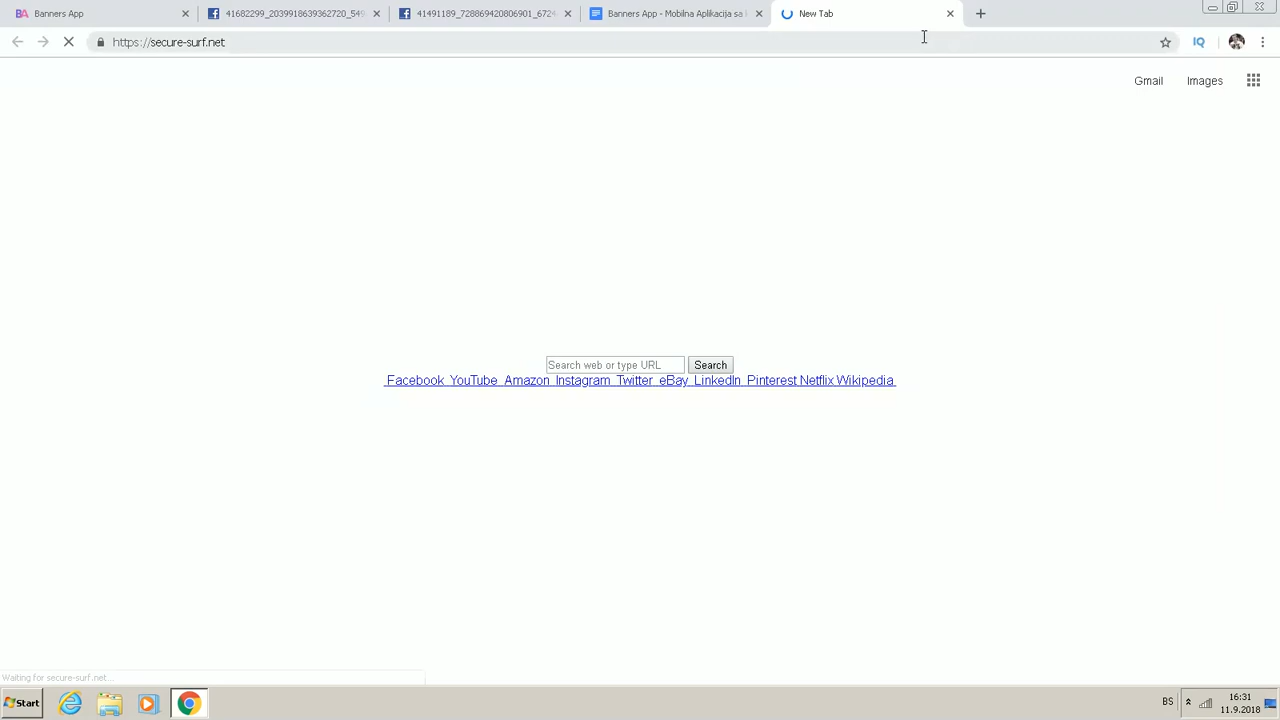 Banners App
41682299_2039918639362720_549
41491189_728869420806901_6724
Banners App - Mobilna Aplikacija sa
New Tab
https://secure-surf.net
IQ
Gmail
Images
Search web or type URL
Search
Facebook YouTube Amazon Instagram Twitter eBay LinkedIn Pinterest Netflix Wikipedia
Waiting for secure-surf.net...
Start
BS
16:31
11.9.2018